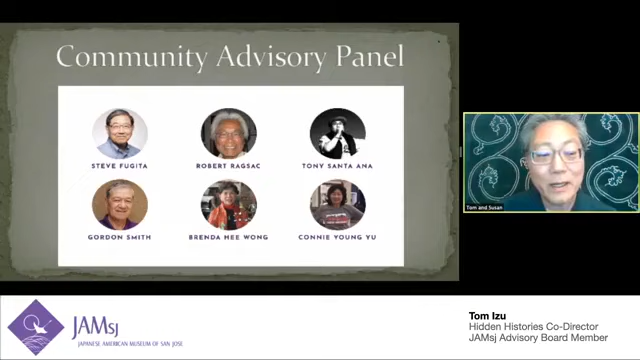 Community Advisory Panel
STEVE FUGITA
ROBERT RAGSAC
TONY SANTA ANA
GORDON SMITH
BRENDA HEE WONG
CONNIE YOUNG YU
Tom and Susan
JAMsJ
JAPANESE AMERICAN MUSEUM OF SAN JOSE
Tom Izu
Hidden Histories Co-Director
JAMsj Advisory Board Member